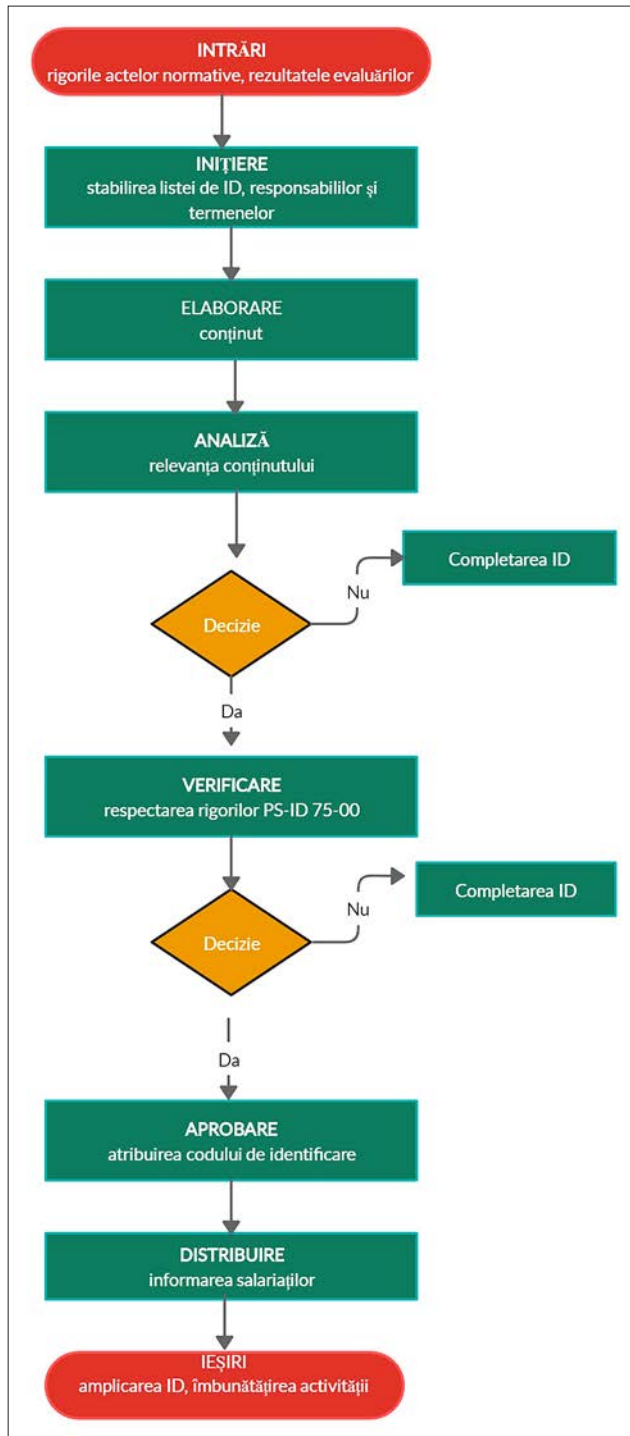 INTRĂRI
rigorile actelor normative, rezultatele evaluărilor
INIȚIERE
stabilirea listei de ID, responsabililor și
termenelor
ELABORARE
conținut
ANALIZĂ
relevanța conținutului
Completarea ID
Nu
Decizie
Da
VERIFICARE
respectarea rigorilor PS-ID 75-00
Completarea ID
Nu
Decizie
Da
APROBARE
atribuirea codului de identificare
DISTRIBUIRE
informarea salariaților
IEȘIRI
amplicarea ID, îmbunătățirea activității